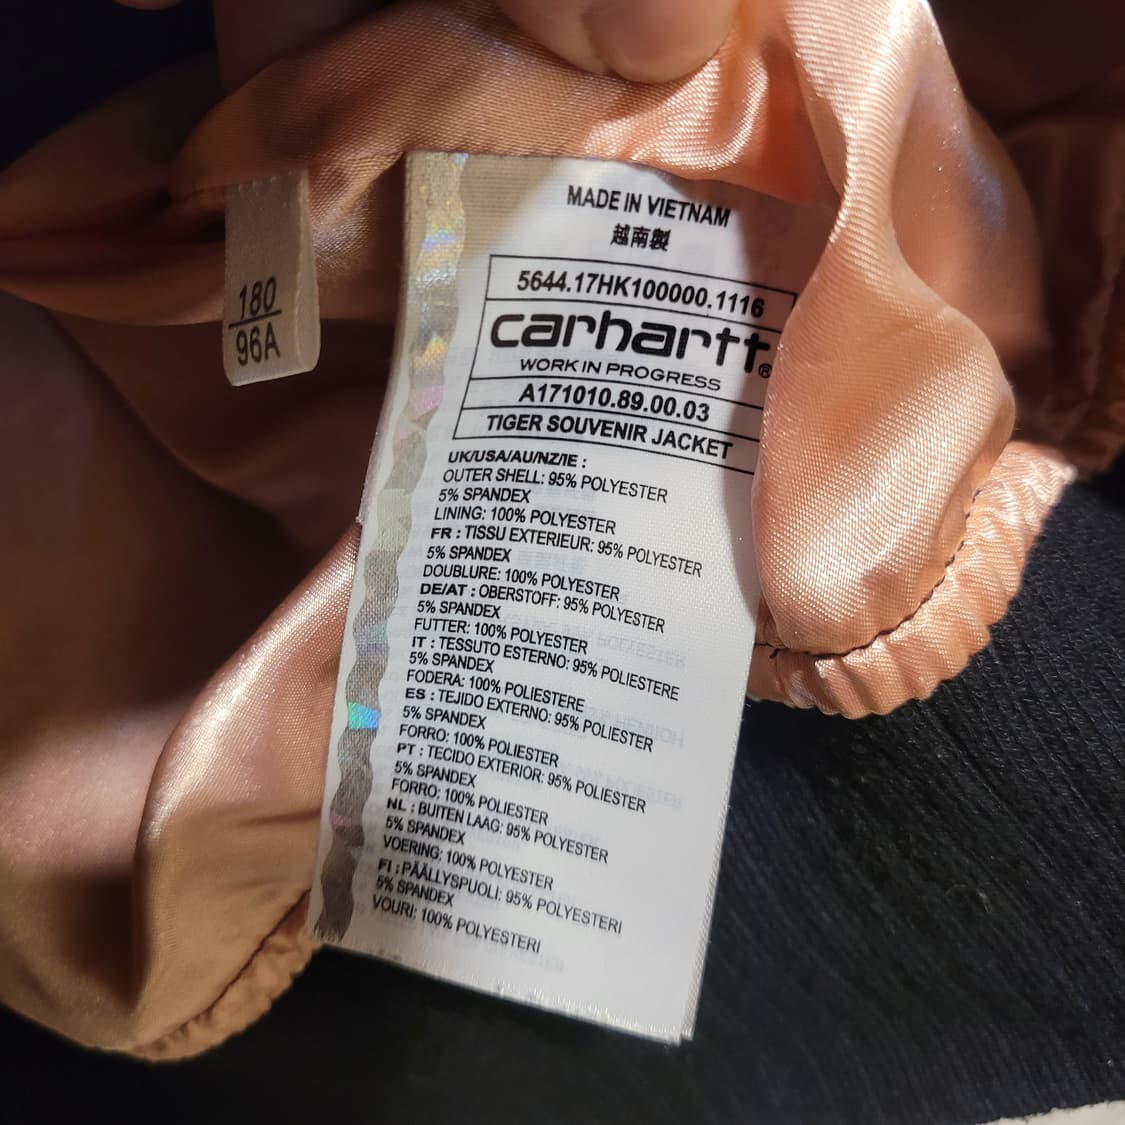 180
96A
MADE IN VIETNAM
越南製
5644.17HK100000.1116
carhartt®
WORK IN PROGRESS
A171010.89.00.03
TIGER SOUVENIR JACKET
UK/USA/AU/NZ/IE :
OUTER SHELL: 95% POLYESTER
5% SPANDEX
LINING: 100% POLYESTER
FR : TISSU EXTERIEUR: 95% POLYESTER
5% SPANDEX
DOUBLURE: 100% POLYESTER
DE/AT : OBERSTOFF: 95% POLYESTER
5% SPANDEX
FUTTER: 100% POLYESTER
IT : TESSUTO ESTERNO: 95% POLIESTERE
5% SPANDEX
FODERA: 100% POLIESTERE
ES : TEJIDO EXTERNO: 95% POLIESTER
5% SPANDEX
FORRO: 100% POLIESTER
PT : TECIDO EXTERIOR: 95% POLIESTER
5% SPANDEX
FORRO: 100% POLIESTER
NL : BUITEN LAAG: 95% POLYESTER
5% SPANDEX
VOERING: 100% POLYESTER
FI : PÄÄLLYSPUOLI: 95% POLYESTERI
5% SPANDEX
VOURI: 100% POLYESTERI